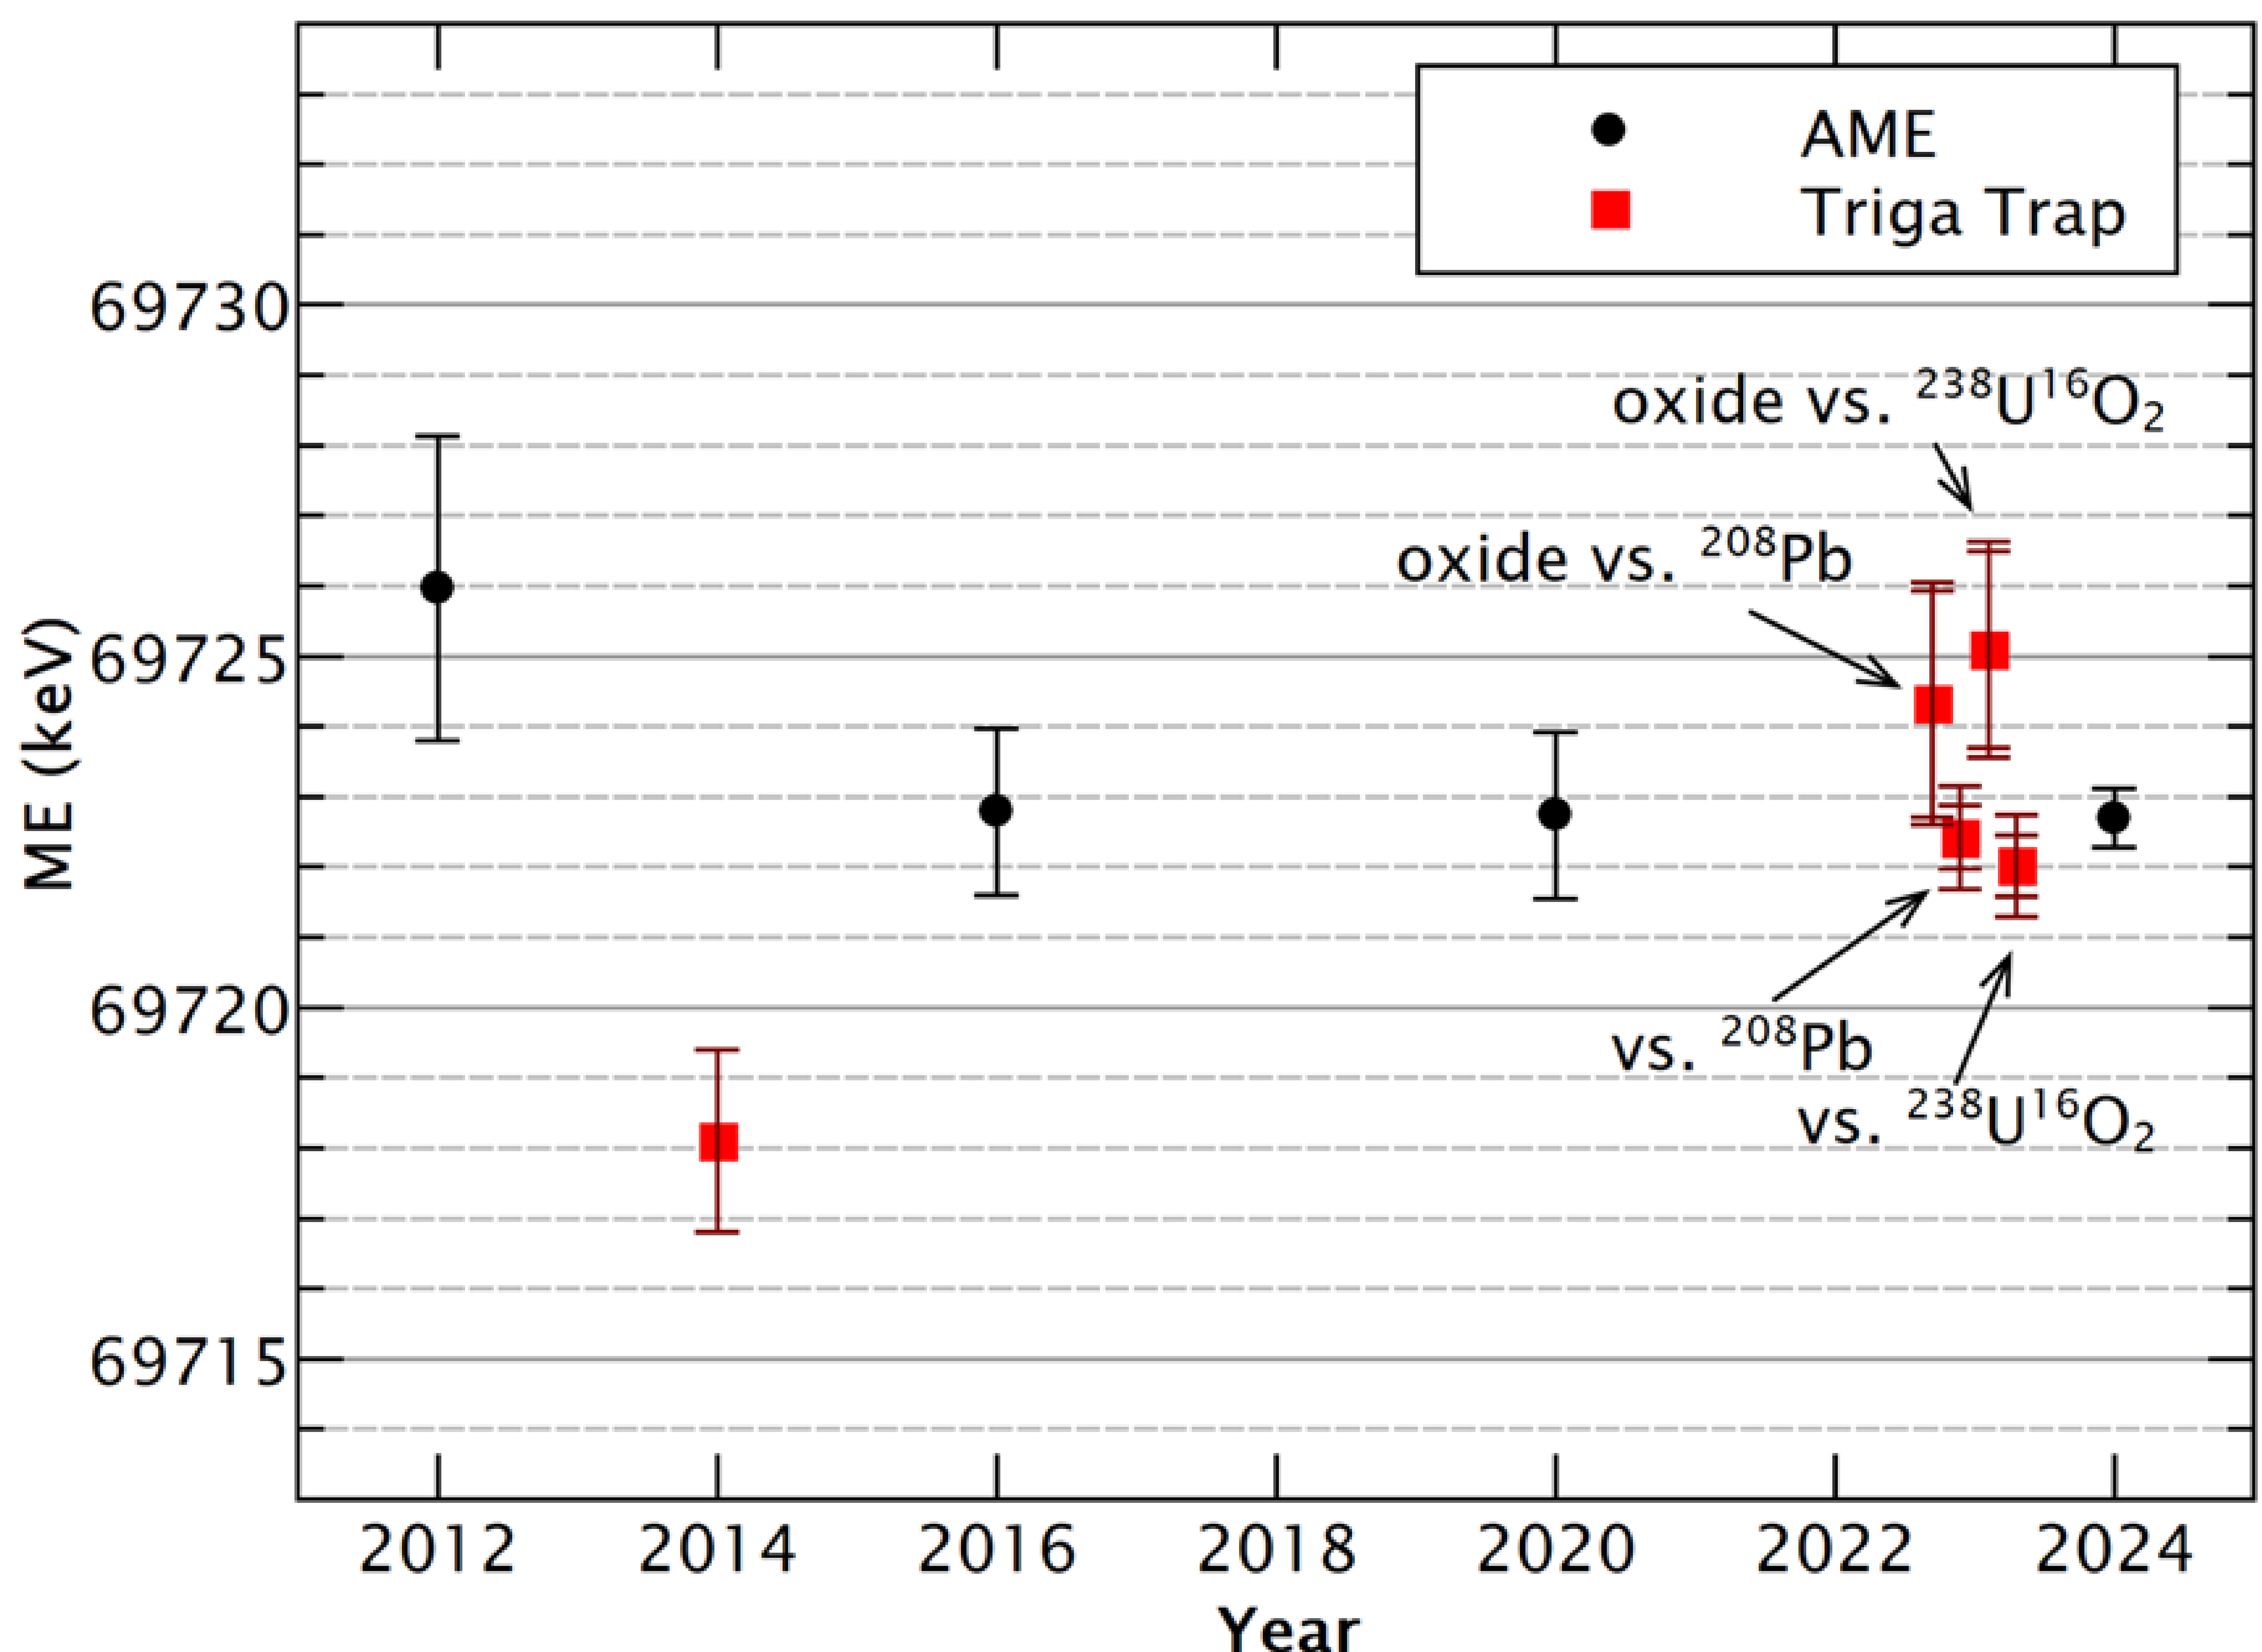 AME
Triga Trap
69730
oxide vs. ²³⁸U¹⁶O₂
oxide vs. ²⁰⁸Pb
69725
ME (keV)
69720
vs. ²⁰⁸Pb
vs. ²³⁸U¹⁶O₂
69715
2012 2014 2016 2018 2020 2022 2024
Year